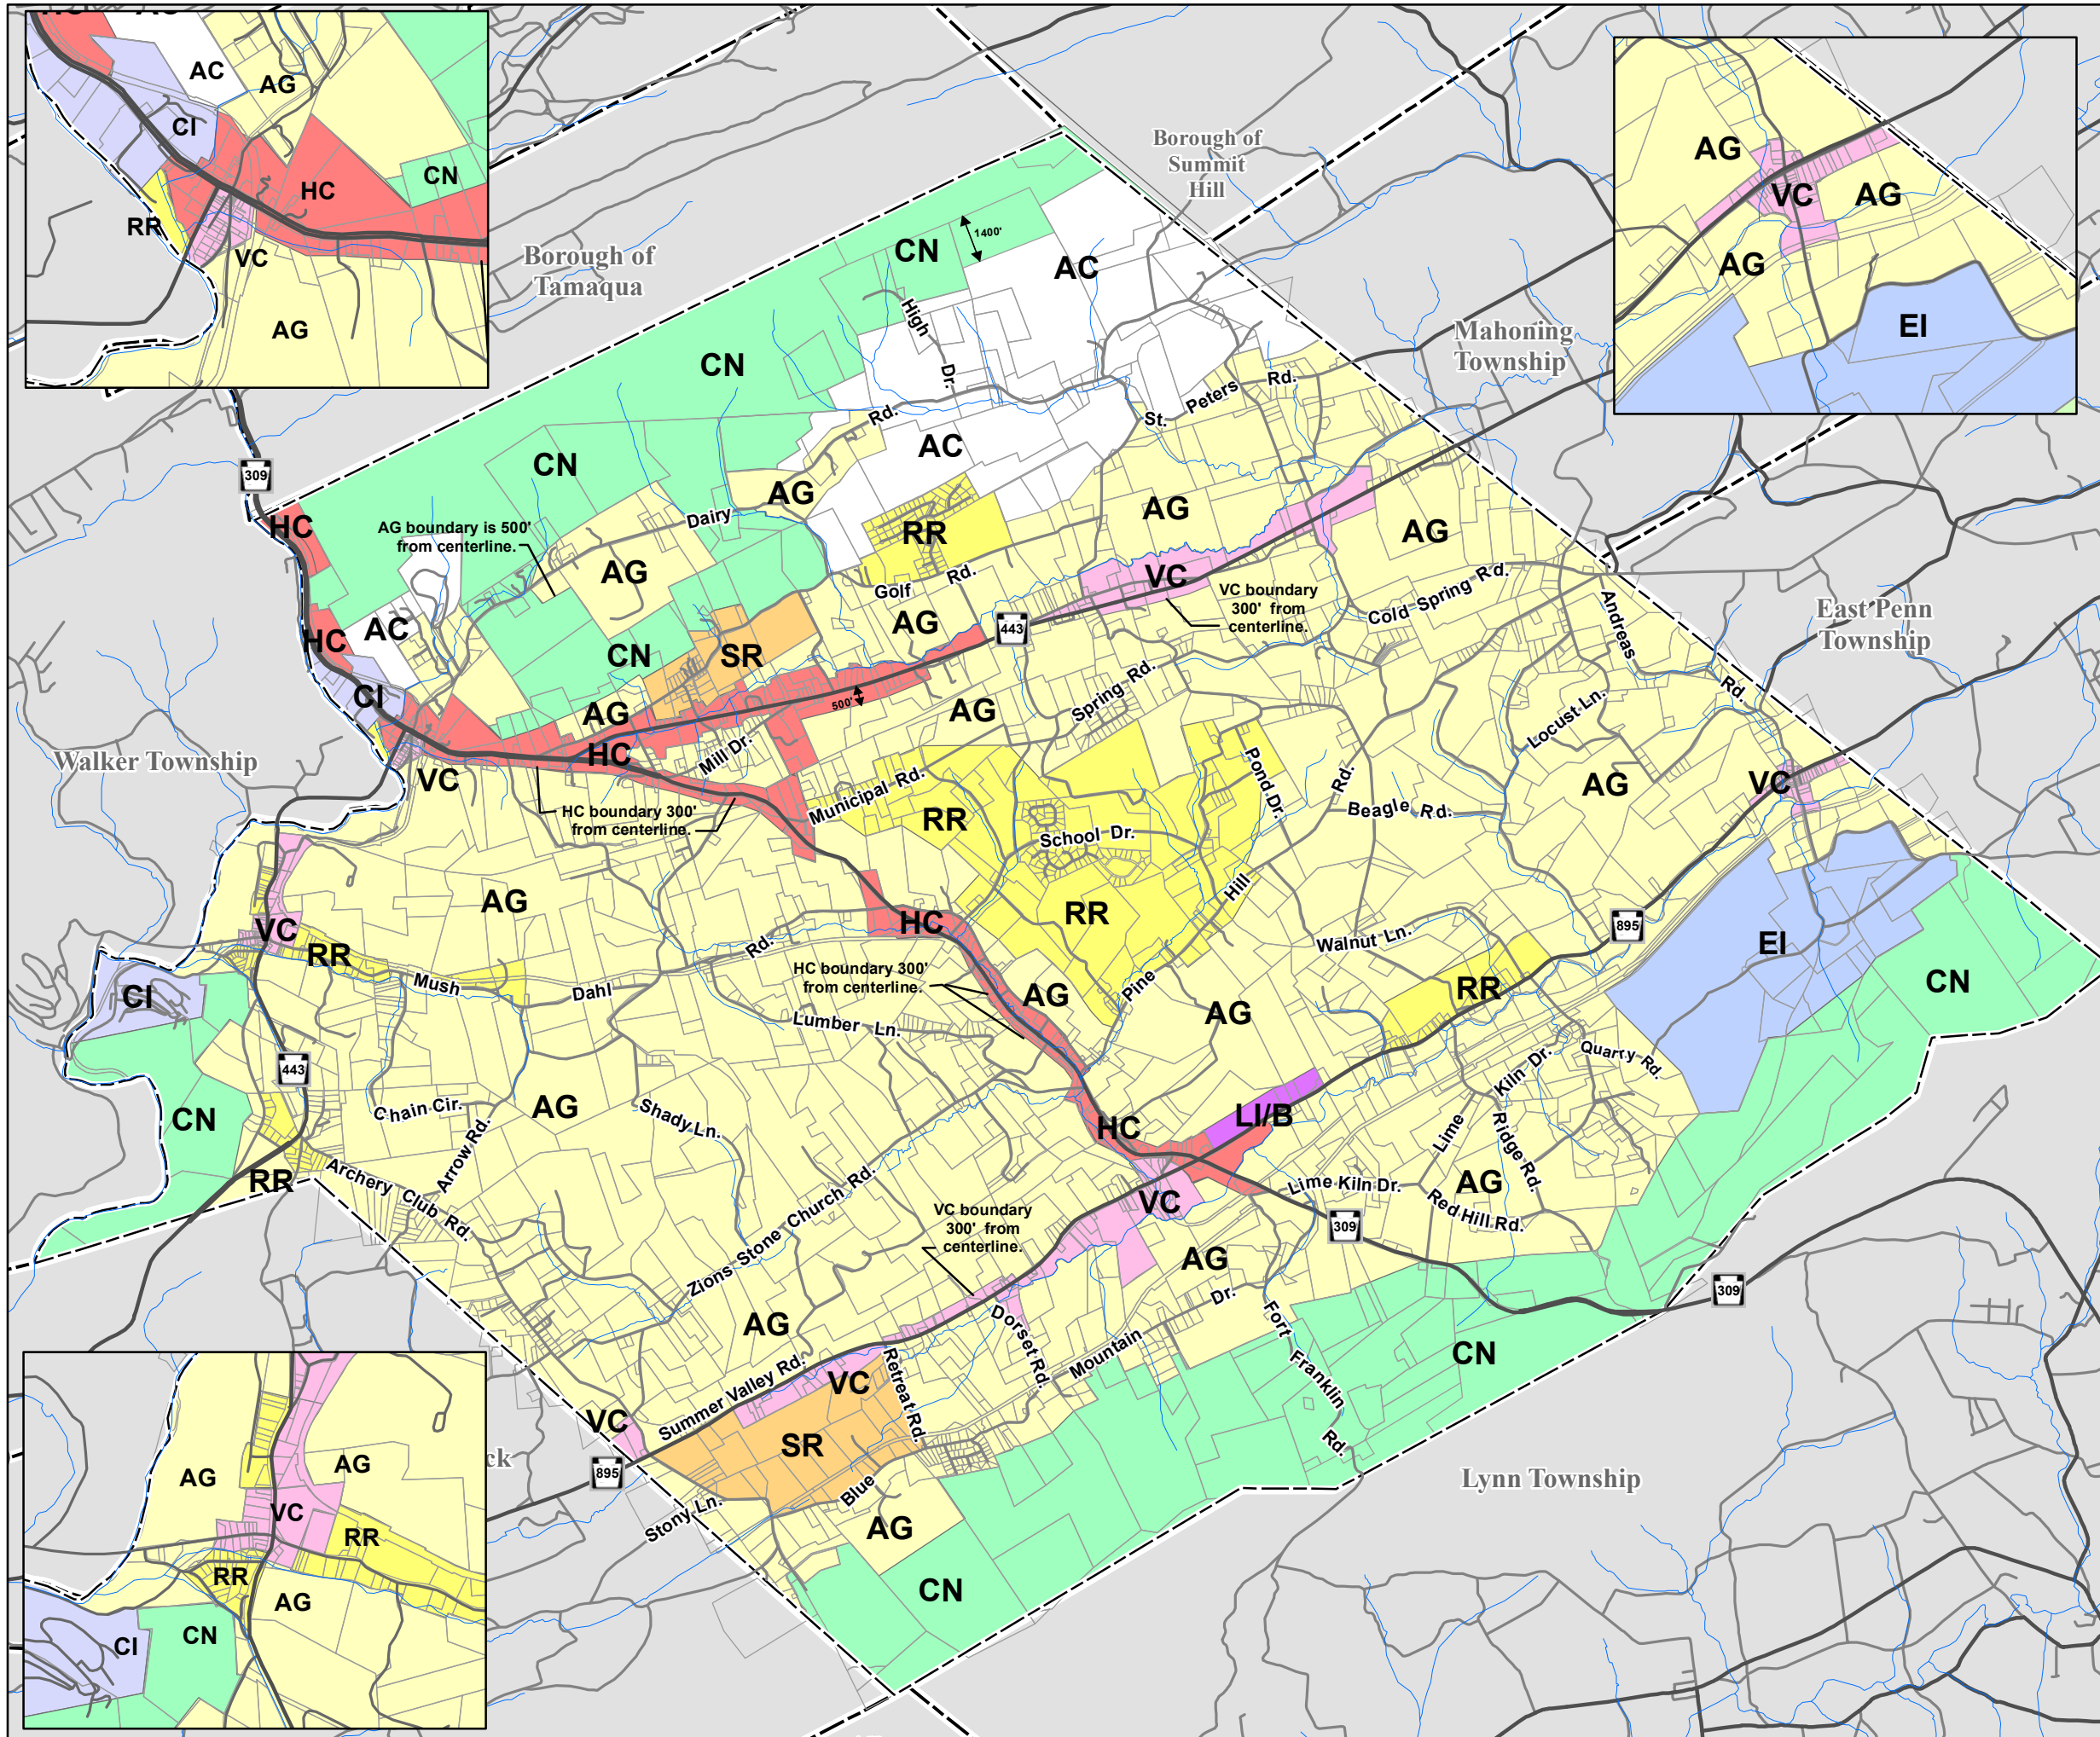 AC
AG
CI
HC
CN
RR
VC
AG
AG
VC
AG
AG
EI
Borough of
Summit
Hill
Borough of
Tamaqua
Mahoning
Township
East Penn
Township
Walker Township
Lynn Township
ck
CN
1400'
AC
High
Dr.
CN
Rd.
St.
Peters
Rd.
309
CN
AC
AG
HC
AG boundary is 500'
from centerline.
Dairy
RR
AG
AG
AG
Golf
Rd.
VC
VC boundary
300' from
centerline.
Cold Spring Rd.
Andreas
Rd.
HC
AC
CN
SR
AG
443
CI
AG
500'
AG
Spring Rd.
Locust Ln.
HC
Mill Dr.
VC
HC boundary 300'
from centerline.
Municipal Rd.
Pond Dr.
Rd.
Beagle Rd.
AG
VC
RR
School Dr.
AG
RR
Hill
VC
RR
HC
Rd.
Walnut Ln.
895
EI
CN
CI
Mush
Dahl
HC boundary 300'
from centerline.
AG
Pine
AG
RR
Lumber Ln.
Quarry Rd.
443
Kiln Dr.
Lime
Ridge Rd.
CN
Chain Cir.
AG
Shady Ln.
HC
LI/B
Arrow Rd.
RR
Archery Club Rd.
Zions Stone Church Rd.
VC
Lime Kiln Dr.
AG
Red Hill Rd.
309
VC boundary
300' from
centerline.
AG
309
Dr.
Fort
Franklin
Rd.
AG
Dorset Rd.
Mountain
CN
Summer Valley Rd.
VC
Retreat Rd.
VC
SR
895
Blue
Stony Ln.
AG
CN
AG
AG
VC
RR
RR
AG
CI
CN